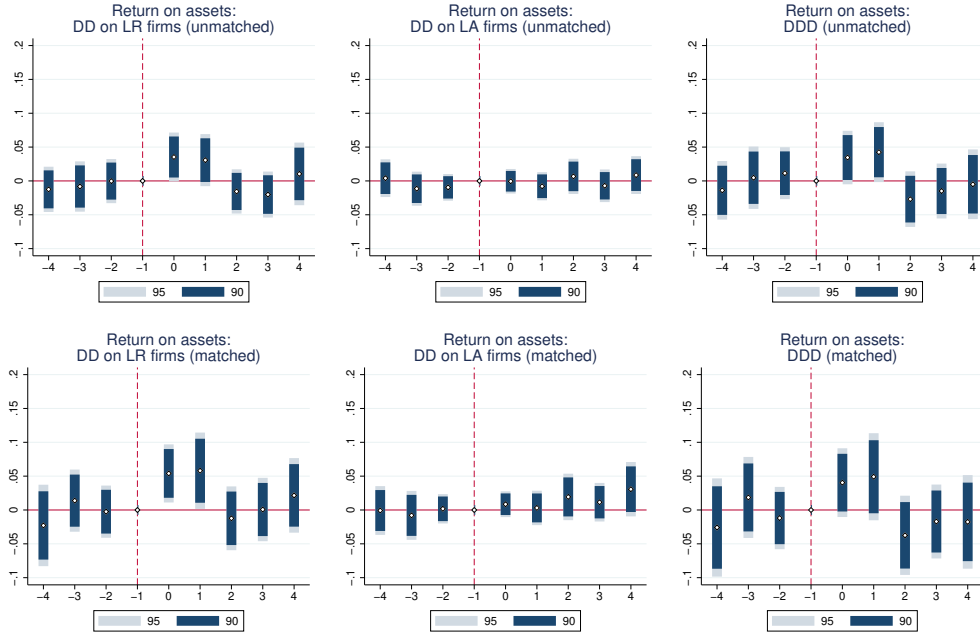 Return on assets:
DD on LR firms (unmatched)
.2
.15
.1
.05
0
-.05
-.1
−4 −3 −2 −1 0 1 2 3 4
95 90
Return on assets:
DD on LA firms (unmatched)
.2
.15
.1
.05
0
-.05
-.1
−4 −3 −2 −1 0 1 2 3 4
95 90
Return on assets:
DDD (unmatched)
.2
.15
.1
.05
0
-.05
-.1
−4 −3 −2 −1 0 1 2 3 4
95 90
Return on assets:
DD on LR firms (matched)
.2
.15
.1
.05
0
-.05
-.1
−4 −3 −2 −1 0 1 2 3 4
95 90
Return on assets:
DD on LA firms (matched)
.2
.15
.1
.05
0
-.05
-.1
−4 −3 −2 −1 0 1 2 3 4
95 90
Return on assets:
DDD (matched)
.2
.15
.1
.05
0
-.05
-.1
−4 −3 −2 −1 0 1 2 3 4
95 90